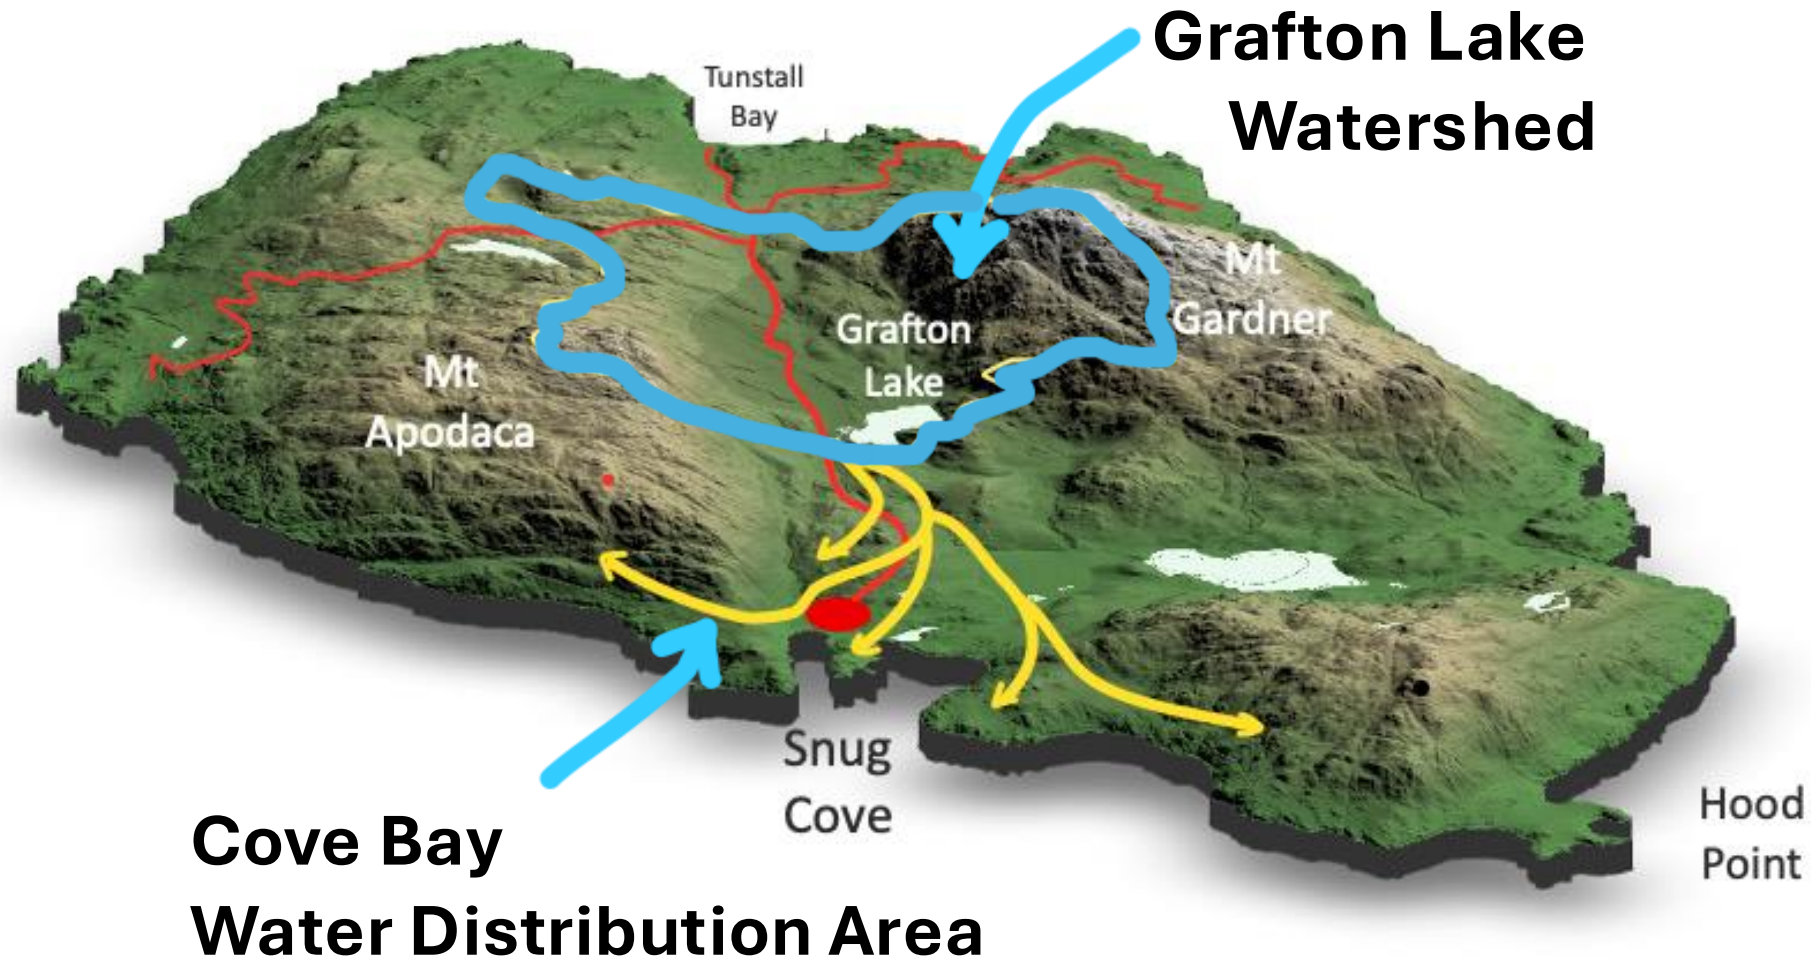 Grafton Lake
Watershed
Tunstall
Bay
Mt
Gardner
Grafton
Lake
Mt
Apodaca
Snug
Cove
Hood
Point
Cove Bay
Water Distribution Area